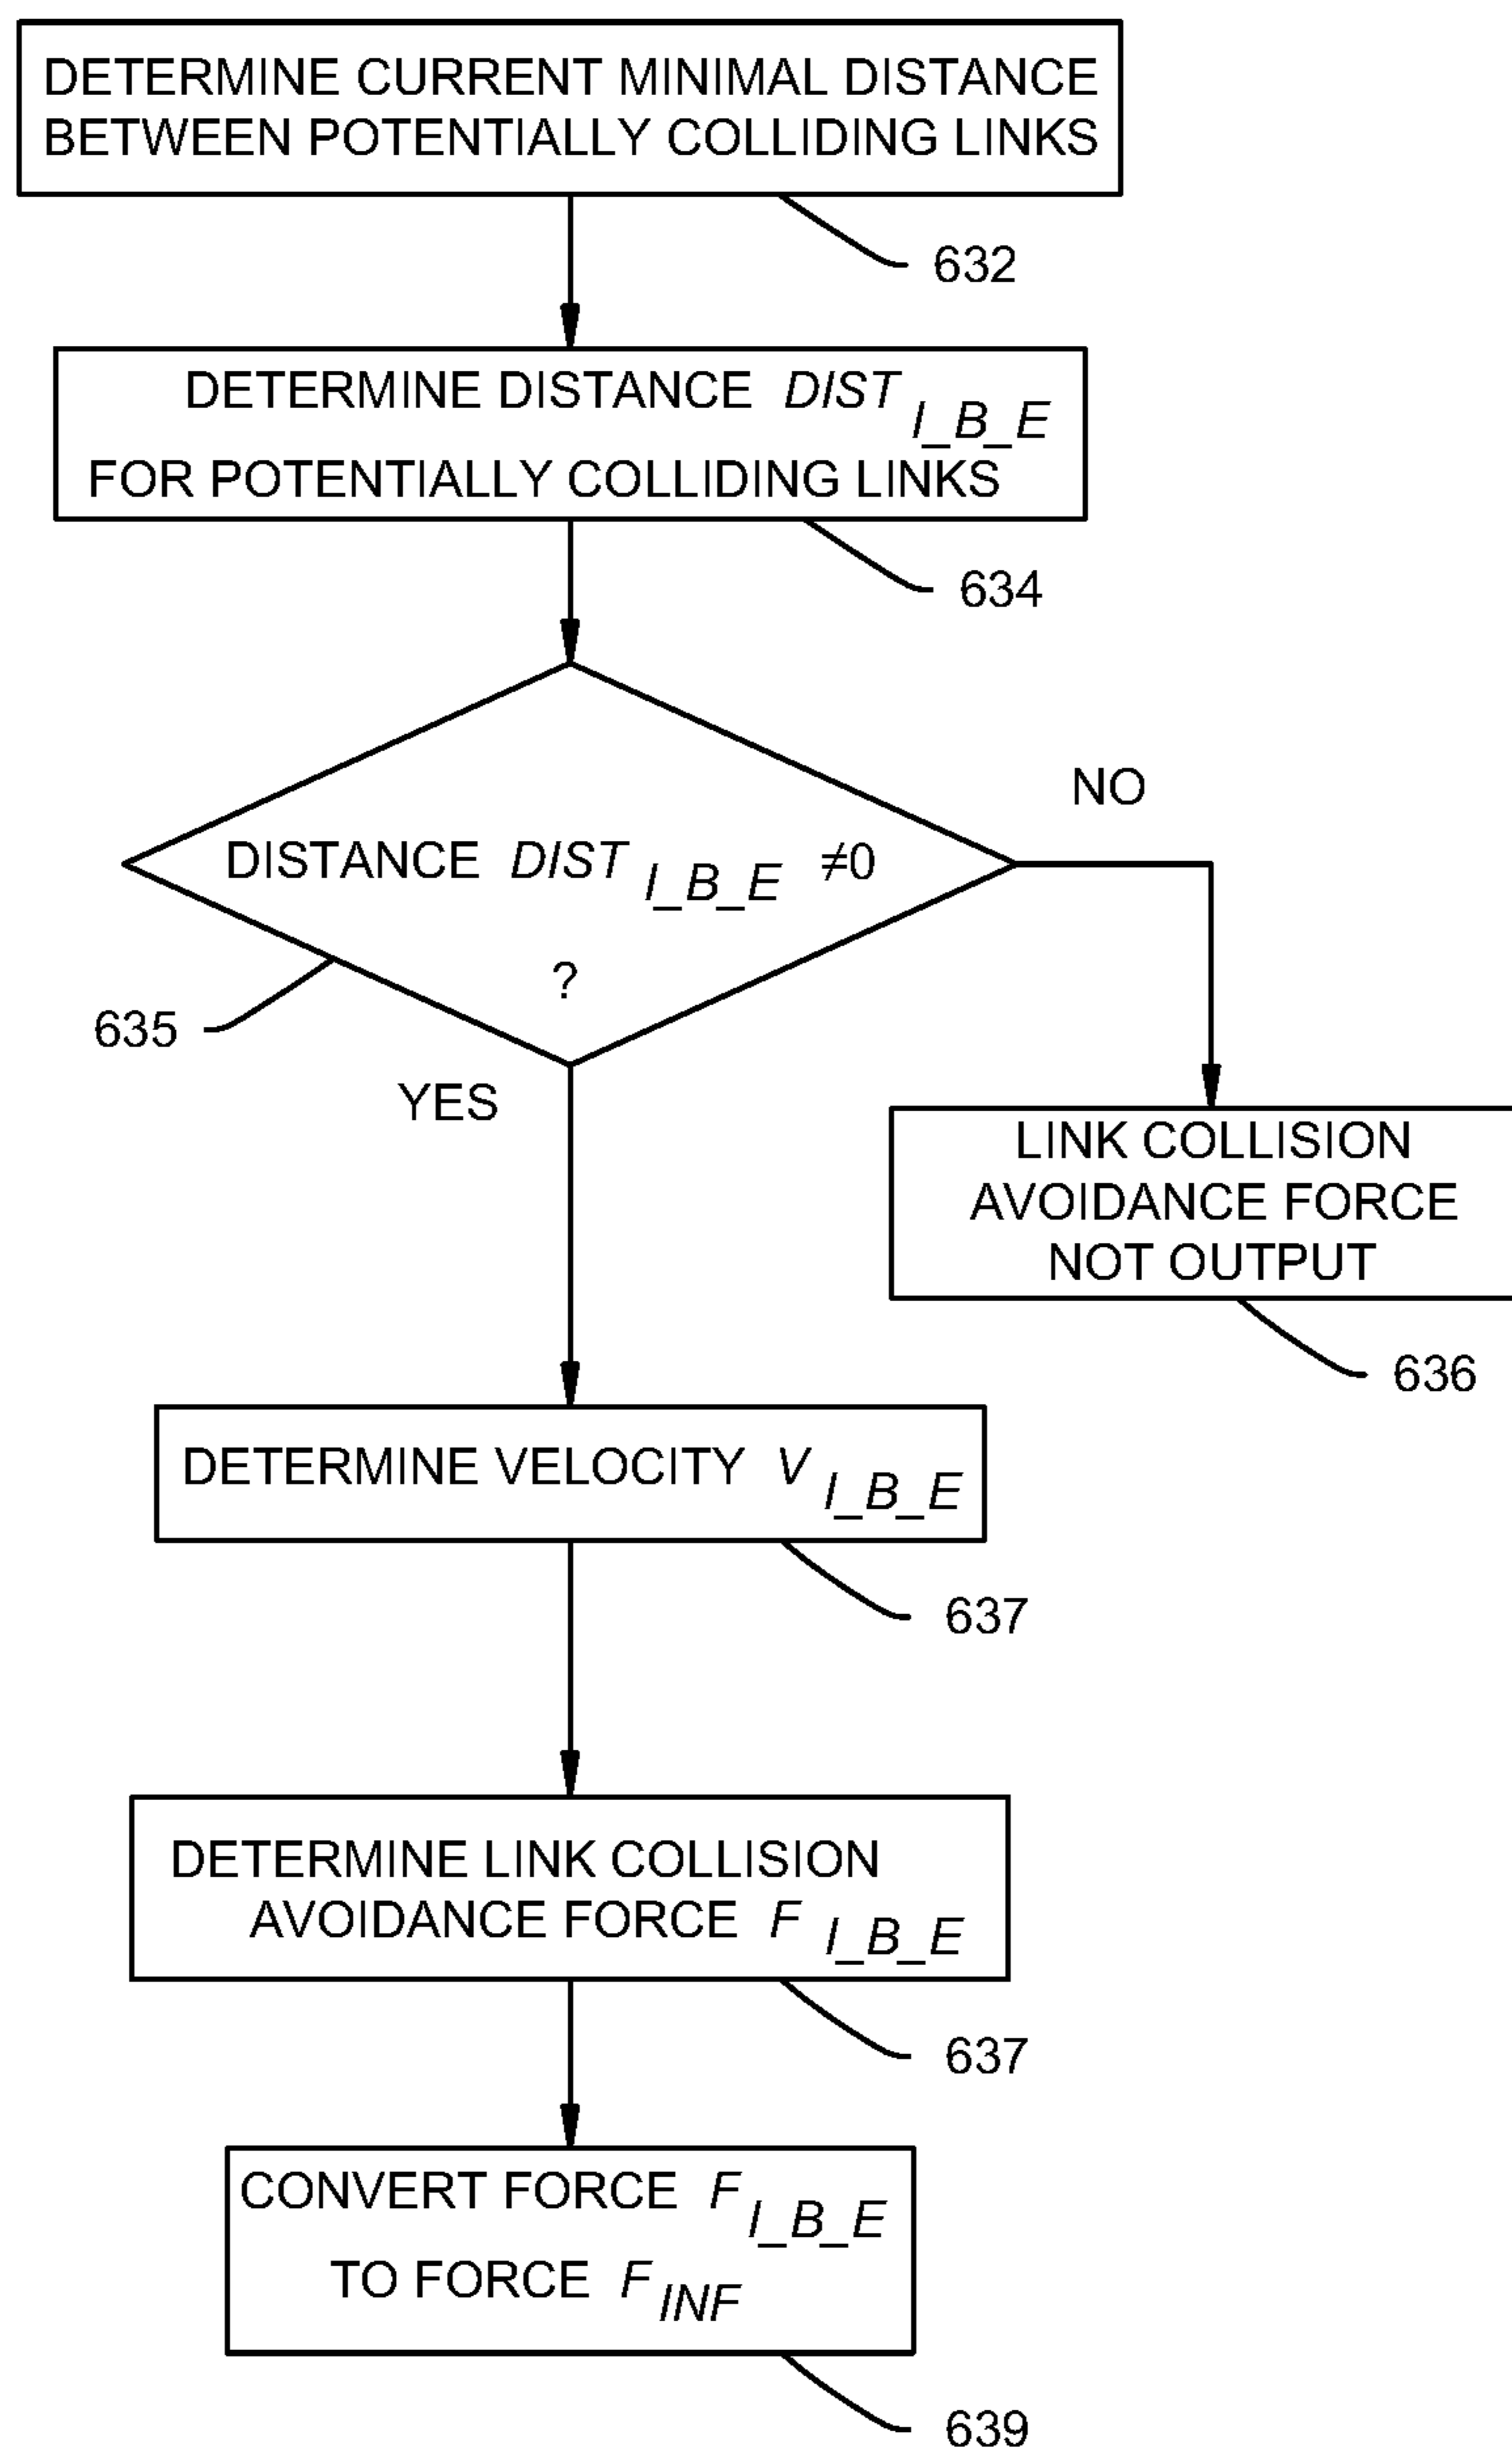 DETERMINE CURRENT MINIMAL DISTANCE
BETWEEN POTENTIALLY COLLIDING LINKS
632
DETERMINE DISTANCE DIST I_B_E
FOR POTENTIALLY COLLIDING LINKS
634
NO
DISTANCE DIST I_B_E ≠0
?
635
YES
LINK COLLISION
AVOIDANCE FORCE
NOT OUTPUT
636
DETERMINE VELOCITY V I_B_E
637
DETERMINE LINK COLLISION
AVOIDANCE FORCE F I_B_E
637
CONVERT FORCE F I_B_E
TO FORCE F INF
639